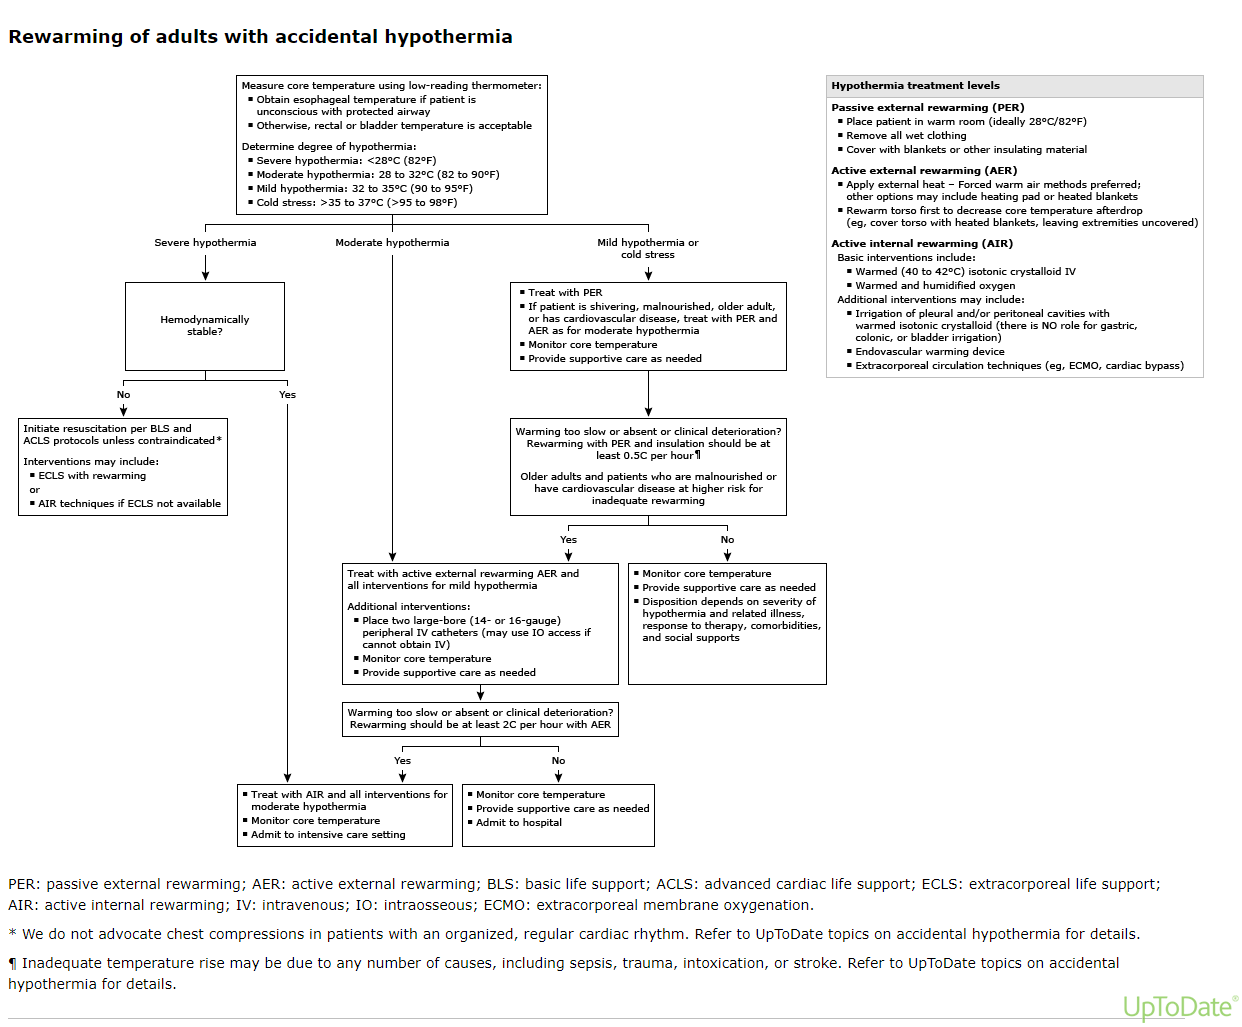 Rewarming of adults with accidental hypothermia
Measure core temperature using low-reading thermometer:
▪ Obtain esophageal temperature if patient is
unconscious with protected airway
▪ Otherwise, rectal or bladder temperature is acceptable
Determine degree of hypothermia:
▪ Severe hypothermia: <28°C (82°F)
▪ Moderate hypothermia: 28 to 32°C (82 to 90°F)
▪ Mild hypothermia: 32 to 35°C (90 to 95°F)
▪ Cold stress: >35 to 37°C (>95 to 98°F)
Severe hypothermia
Moderate hypothermia
Mild hypothermia or
cold stress
Hemodynamically
stable?
▪ Treat with PER
▪ If patient is shivering, malnourished, older adult,
or has cardiovascular disease, treat with PER and
AER as for moderate hypothermia
▪ Monitor core temperature
▪ Provide supportive care as needed
No
Yes
Initiate resuscitation per BLS and
ACLS protocols unless contraindicated*
Interventions may include:
▪ ECLS with rewarming
or
▪ AIR techniques if ECLS not available
Warming too slow or absent or clinical deterioration?
Rewarming with PER and insulation should be at
least 0.5C per hour¶
Older adults and patients who are malnourished or
have cardiovascular disease at higher risk for
inadequate rewarming
Yes
No
Treat with active external rewarming AER and
all interventions for mild hypothermia
Additional interventions:
▪ Place two large-bore (14- or 16-gauge)
peripheral IV catheters (may use IO access if
cannot obtain IV)
▪ Monitor core temperature
▪ Provide supportive care as needed
▪ Monitor core temperature
▪ Provide supportive care as needed
▪ Disposition depends on severity of
hypothermia and related illness,
response to therapy, comorbidities,
and social supports
Warming too slow or absent or clinical deterioration?
Rewarming should be at least 2C per hour with AER
Yes
No
▪ Treat with AIR and all interventions for
moderate hypothermia
▪ Monitor core temperature
▪ Admit to intensive care setting
▪ Monitor core temperature
▪ Provide supportive care as needed
▪ Admit to hospital
Hypothermia treatment levels
Passive external rewarming (PER)
▪ Place patient in warm room (ideally 28°C/82°F)
▪ Remove all wet clothing
▪ Cover with blankets or other insulating material
Active external rewarming (AER)
▪ Apply external heat – Forced warm air methods preferred;
other options may include heating pad or heated blankets
▪ Rewarm torso first to decrease core temperature afterdrop
(eg, cover torso with heated blankets, leaving extremities uncovered)
Active internal rewarming (AIR)
Basic interventions include:
▪ Warmed (40 to 42°C) isotonic crystalloid IV
▪ Warmed and humidified oxygen
Additional interventions may include:
▪ Irrigation of pleural and/or peritoneal cavities with
warmed isotonic crystalloid (there is NO role for gastric,
colonic, or bladder irrigation)
▪ Endovascular warming device
▪ Extracorporeal circulation techniques (eg, ECMO, cardiac bypass)
PER: passive external rewarming; AER: active external rewarming; BLS: basic life support; ACLS: advanced cardiac life support; ECLS: extracorporeal life support;
AIR: active internal rewarming; IV: intravenous; IO: intraosseous; ECMO: extracorporeal membrane oxygenation.
* We do not advocate chest compressions in patients with an organized, regular cardiac rhythm. Refer to UpToDate topics on accidental hypothermia for details.
¶ Inadequate temperature rise may be due to any number of causes, including sepsis, trauma, intoxication, or stroke. Refer to UpToDate topics on accidental
hypothermia for details.
UpToDate®